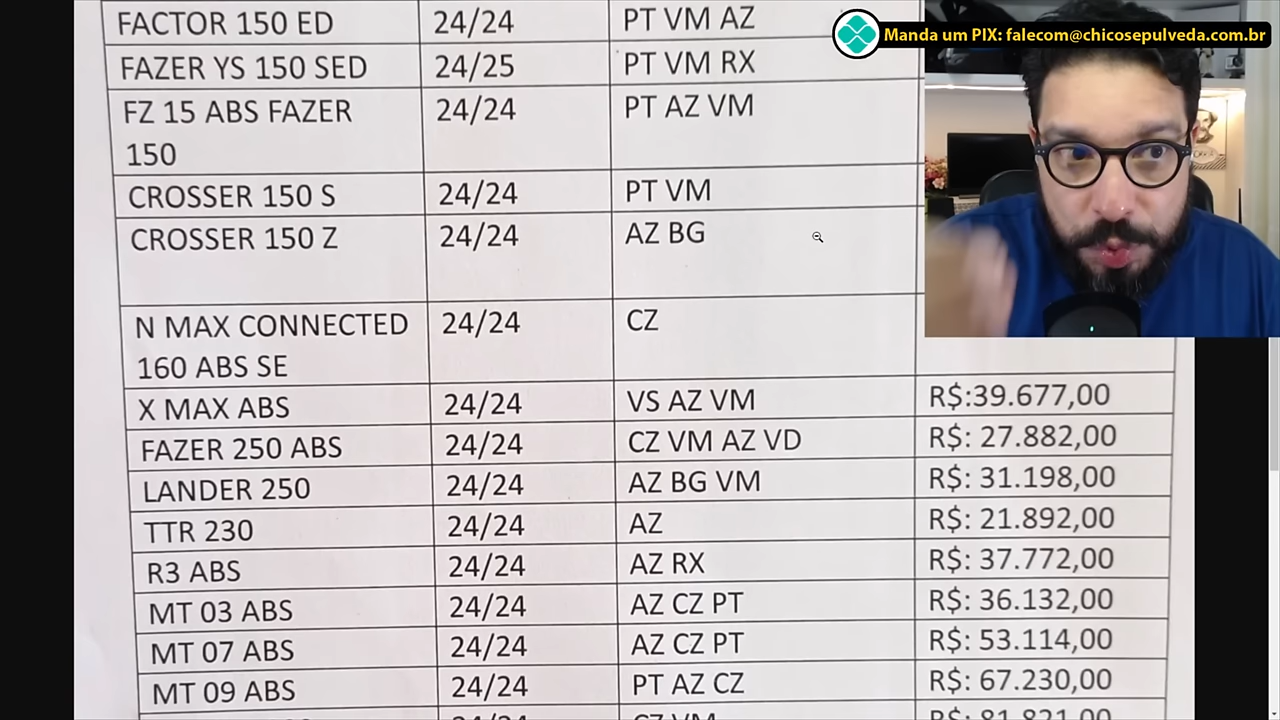 Manda um PIX: falecom@chicosepulveda.com.br
FACTOR 150 ED 24/24 PT VM AZ
FAZER YS 150 SED 24/25 PT VM RX
FZ 15 ABS FAZER 150 24/24 PT AZ VM
CROSSER 150 S 24/24 PT VM
CROSSER 150 Z 24/24 AZ BG
N MAX CONNECTED 160 ABS SE 24/24 CZ
X MAX ABS 24/24 VS AZ VM R$:39.677,00
FAZER 250 ABS 24/24 CZ VM AZ VD R$: 27.882,00
LANDER 250 24/24 AZ BG VM R$: 31.198,00
TTR 230 24/24 AZ R$: 21.892,00
R3 ABS 24/24 AZ RX R$: 37.772,00
MT 03 ABS 24/24 AZ CZ PT R$: 36.132,00
MT 07 ABS 24/24 AZ CZ PT R$: 53.114,00
MT 09 ABS 24/24 PT AZ CZ R$: 67.230,00
24/24 CZ VM R$: 81.821,00